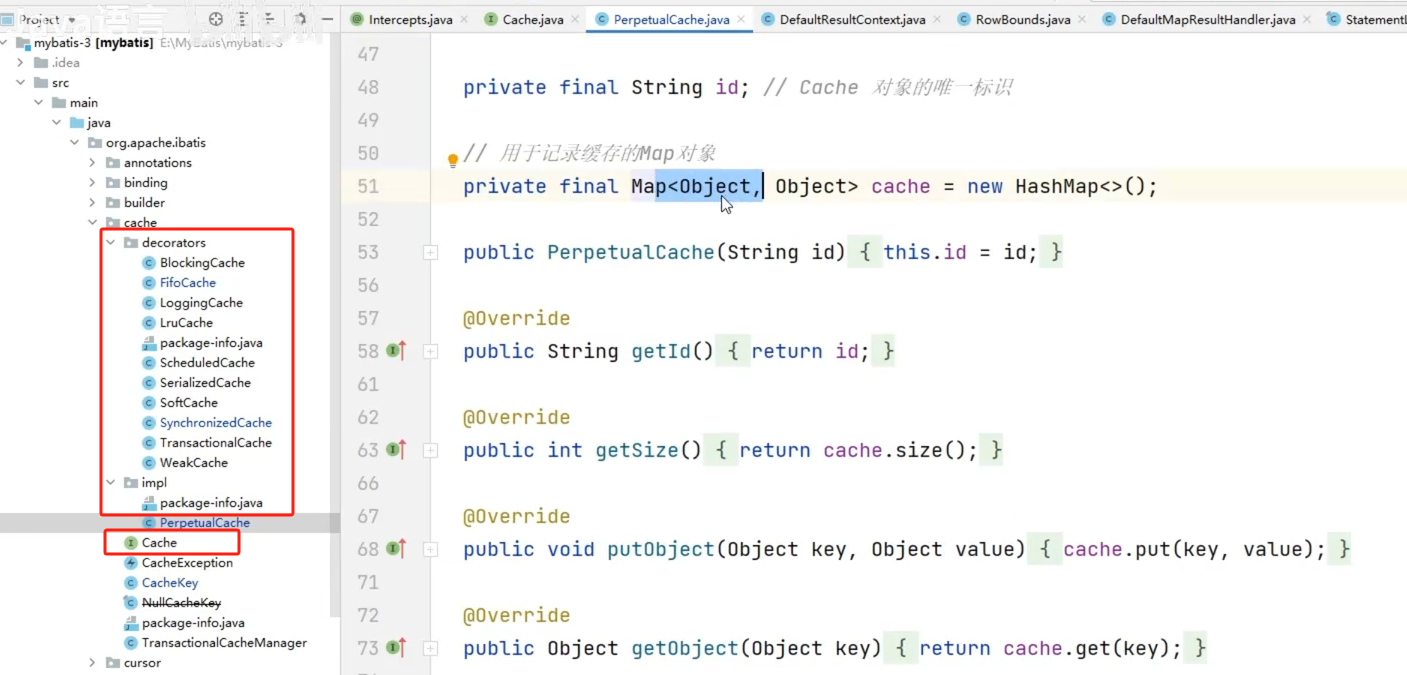 Project
Intercepts.java
Cache.java
PerpetualCache.java
DefaultResultContext.java
RowBounds.java
DefaultMapResultHandler.java
mybatis-3 [mybatis] E:\MyBatis\mybatis-3
.idea
src
main
java
org.apache.ibatis
annotations
binding
builder
cache
decorators
BlockingCache
FifoCache
LoggingCache
LruCache
package-info.java
ScheduledCache
SerializedCache
SoftCache
SynchronizedCache
TransactionalCache
WeakCache
impl
package-info.java
PerpetualCache
Cache
CacheException
CacheKey
NullCacheKey
package-info.java
TransactionalCacheManager
cursor
47
48 private final String id; // Cache 对象的唯一标识
49
50 // 用于记录缓存的Map对象
51 private final Map<Object, Object> cache = new HashMap<>();
52
53 public PerpetualCache(String id) { this.id = id; }
56
57 @Override
58 public String getId() { return id; }
61
62 @Override
63 public int getSize() { return cache.size(); }
66
67 @Override
68 public void putObject(Object key, Object value) { cache.put(key, value); }
71
72 @Override
73 public Object getObject(Object key) { return cache.get(key); }